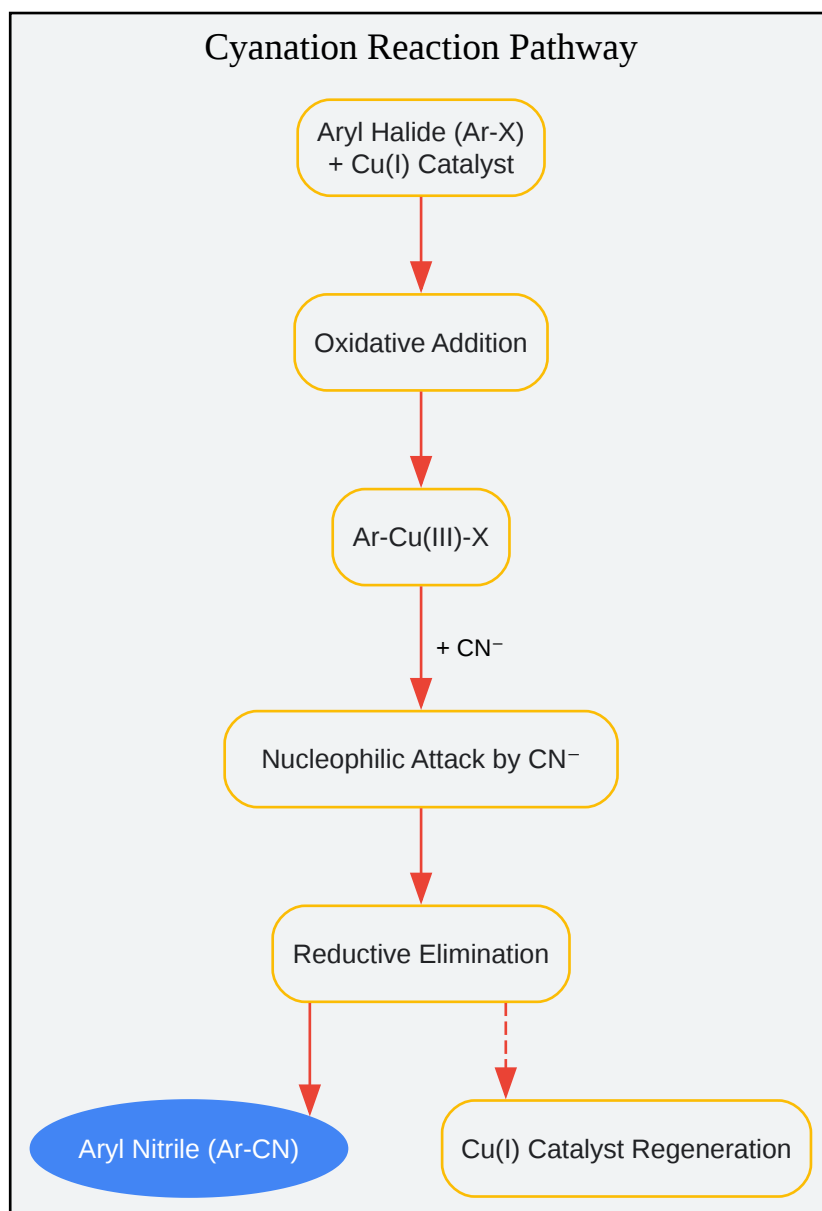 Cyanation Reaction Pathway
Aryl Halide (Ar-X)
+ Cu(I) Catalyst
Oxidative Addition
Ar-Cu(III)-X
+ CN⁻
Nucleophilic Attack by CN⁻
Reductive Elimination
Aryl Nitrile (Ar-CN)
Cu(I) Catalyst Regeneration